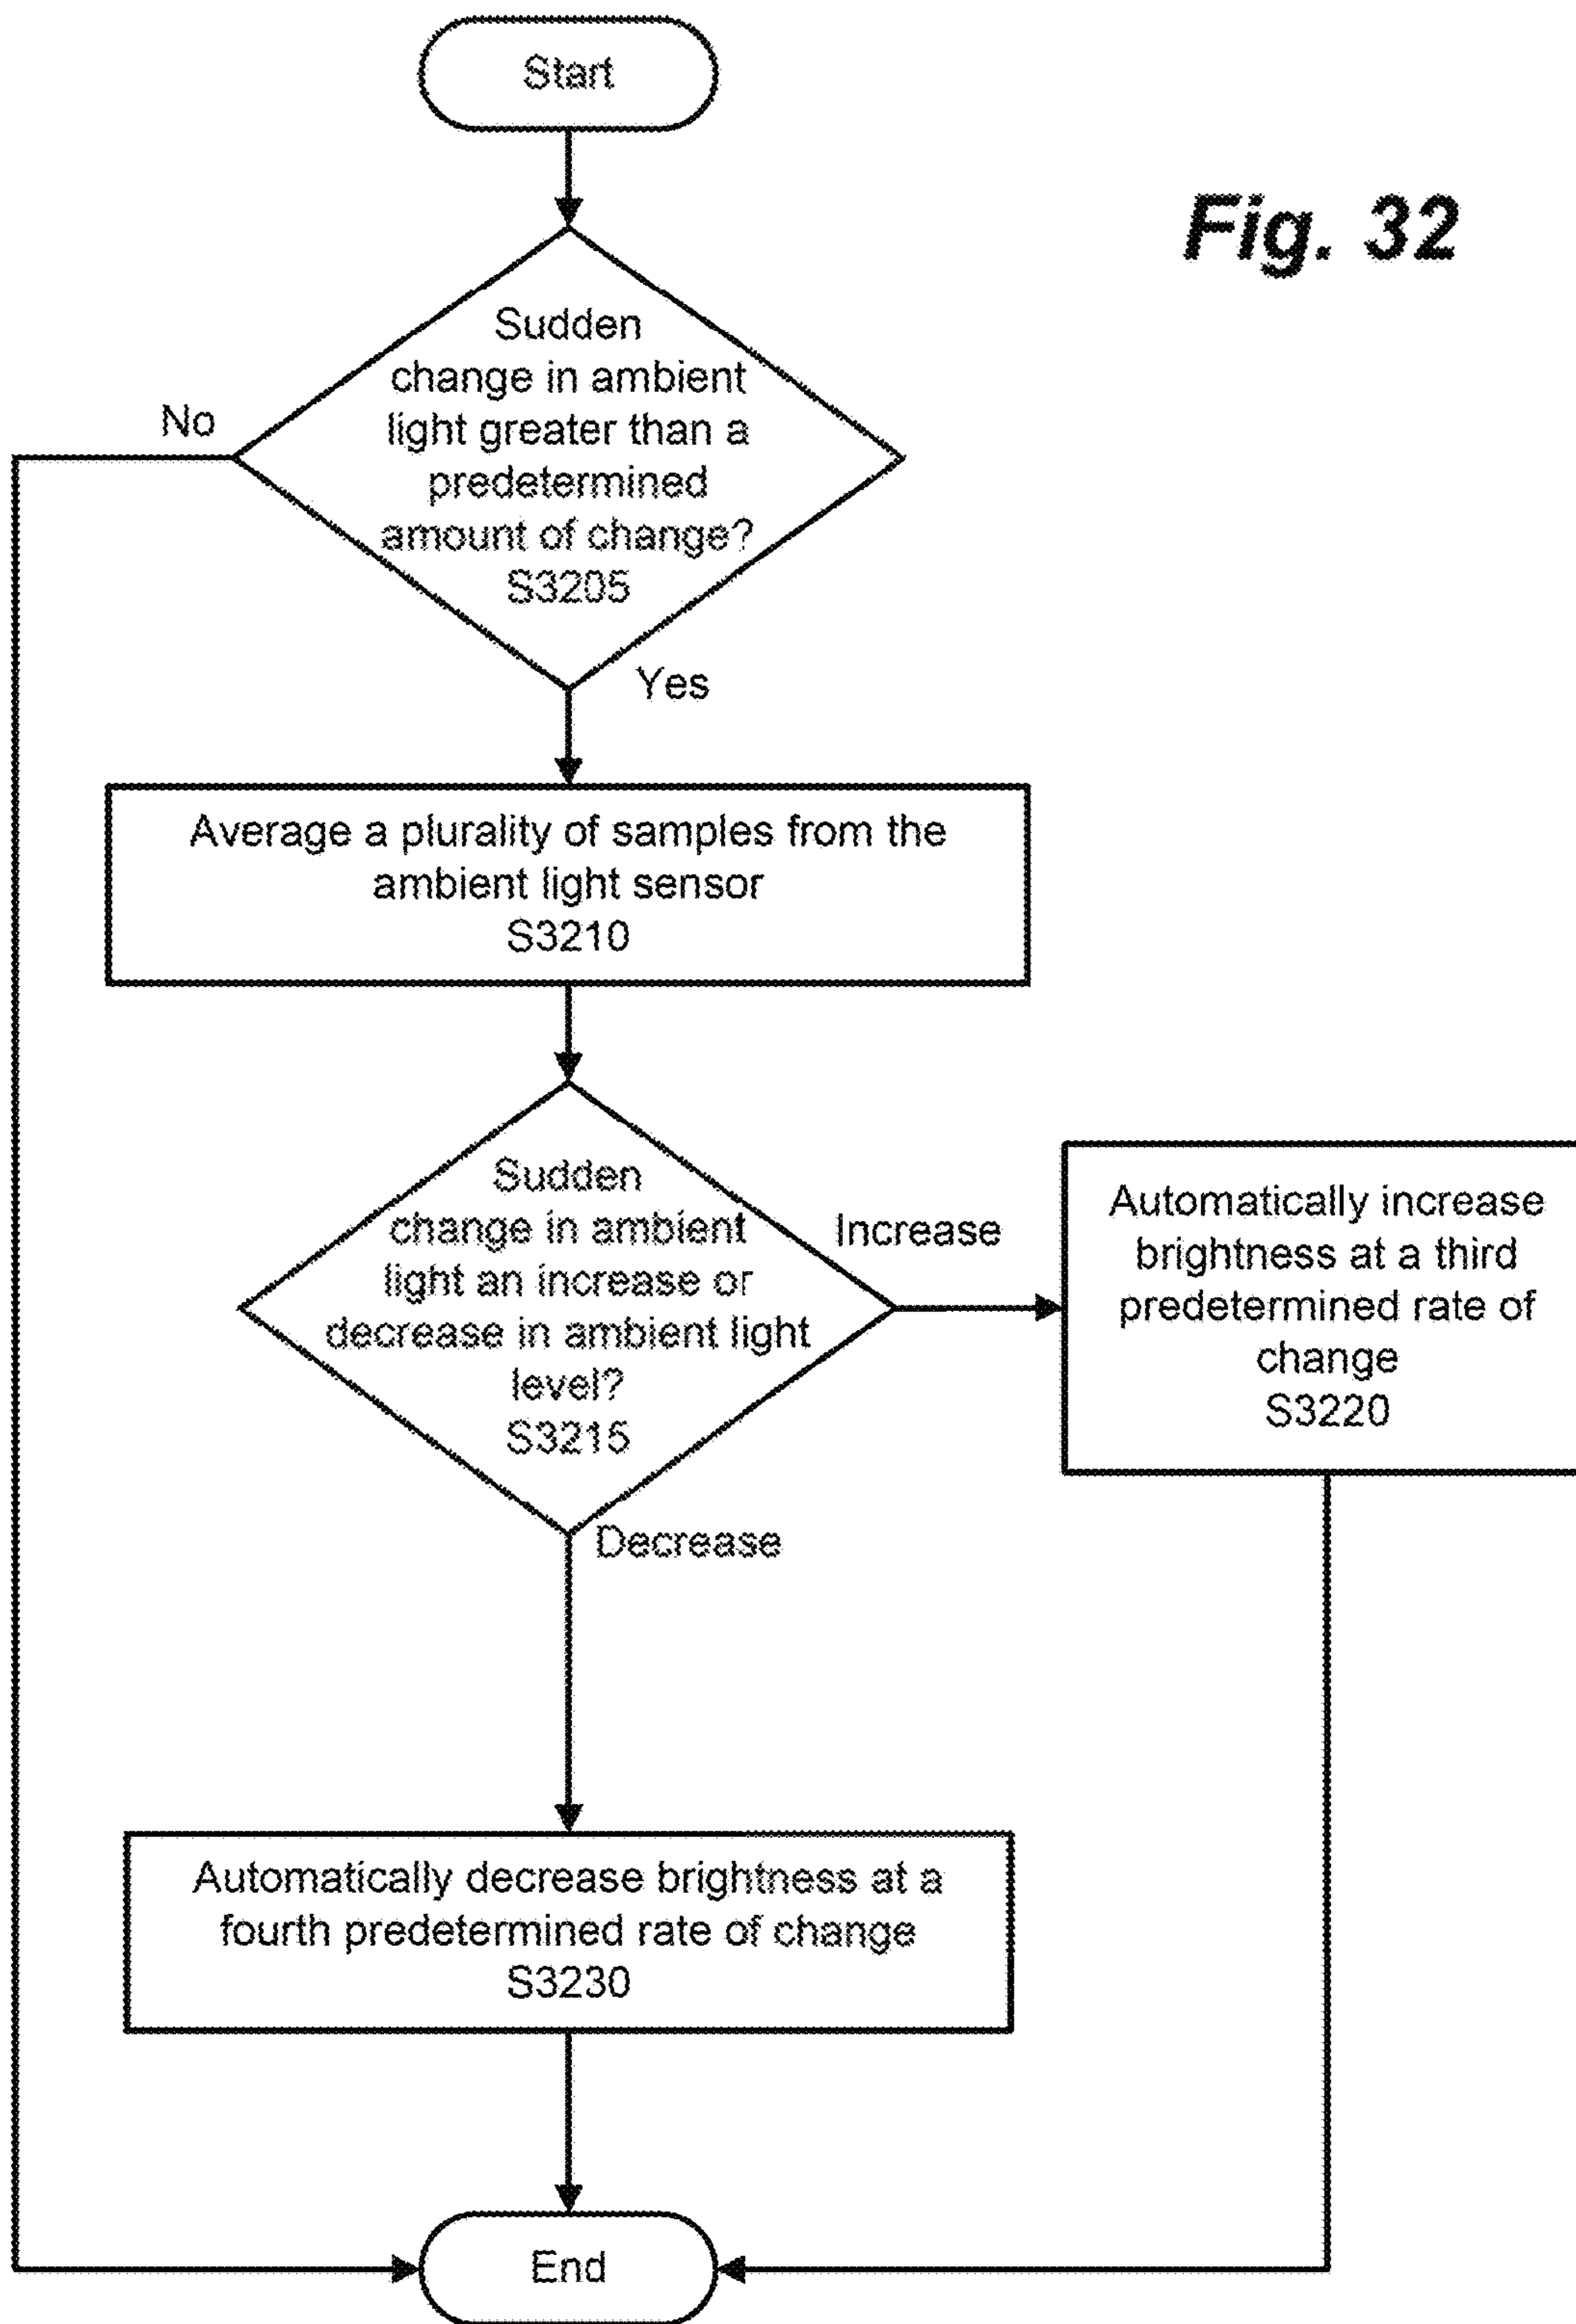 Start
Fig. 32
Sudden
change in ambient
light greater than a
predetermined
amount of change?
S3205
No
Yes
Average a plurality of samples from the
ambient light sensor
S3210
Sudden
change in ambient
light an increase or
decrease in ambient light
level?
S3215
Increase
Automatically increase
brightness at a third
predetermined rate of
change
S3220
Decrease
Automatically decrease brightness at a
fourth predetermined rate of change
S3230
End